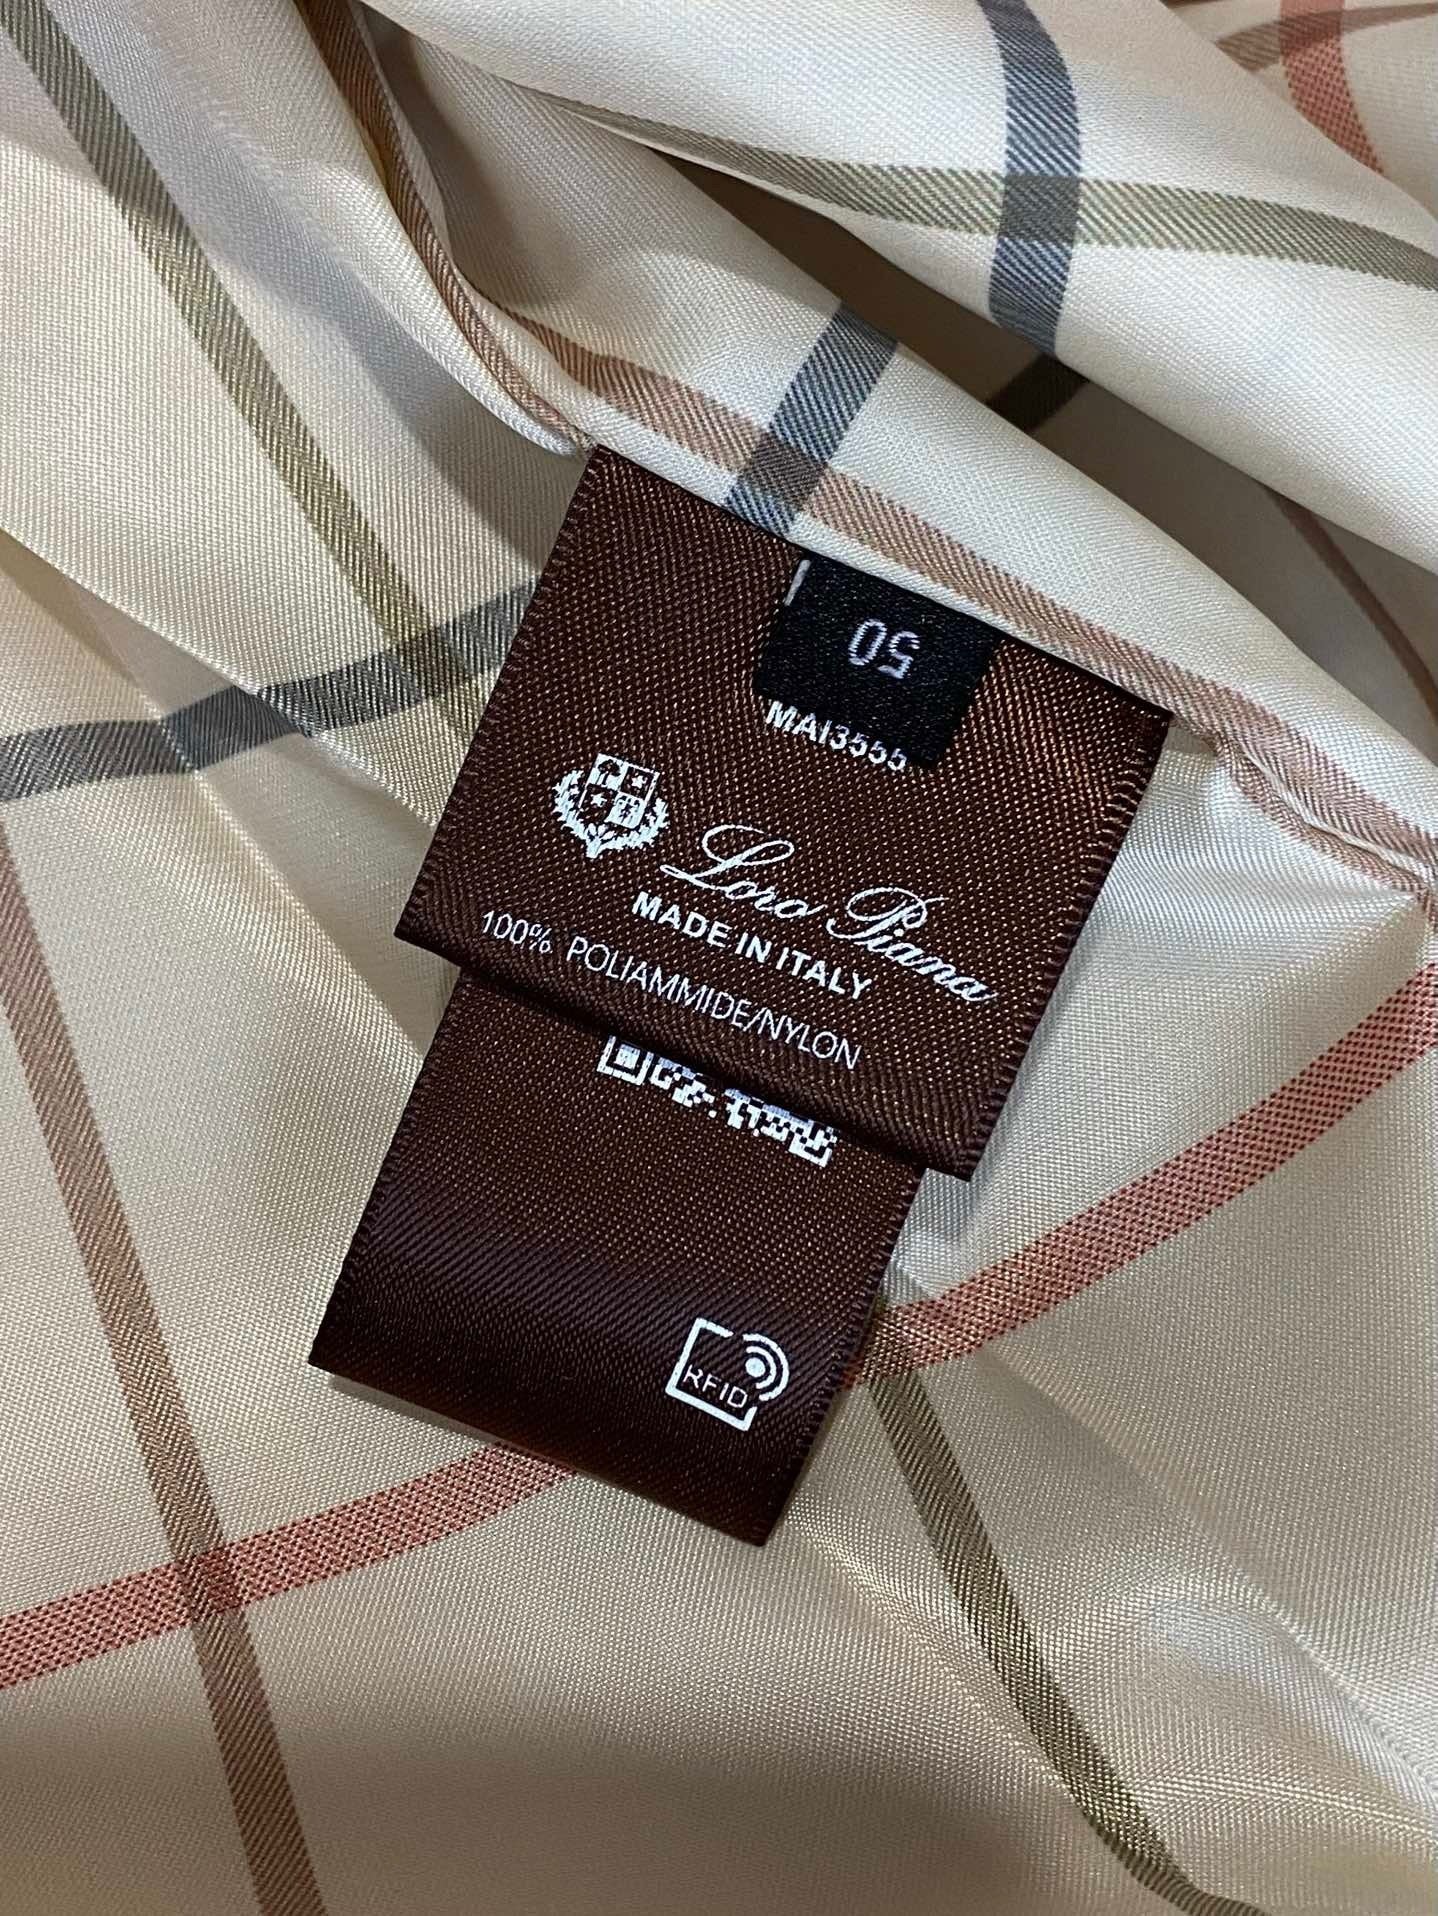 50
MAI3555
Loro Piana
MADE IN ITALY
100% POLIAMMIDE/NYLON
RFID